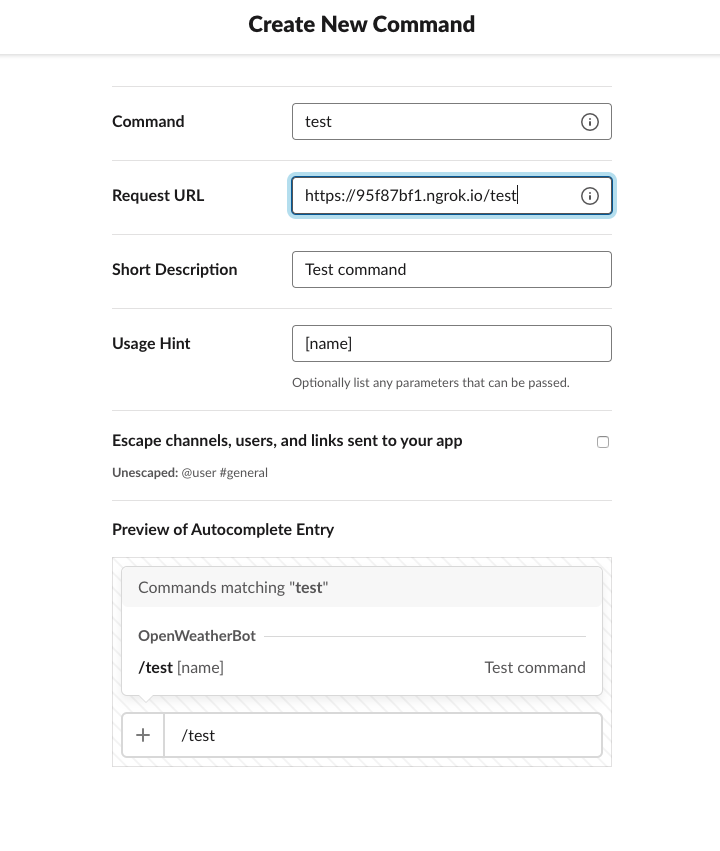 Create New Command
Command test
Request URL https://95f87bf1.ngrok.io/test
Short Description Test command
Usage Hint [name]
Optionally list any parameters that can be passed.
Escape channels, users, and links sent to your app
Unescaped: @user #general
Preview of Autocomplete Entry
Commands matching "test"
OpenWeatherBot
/test [name] Test command
/test